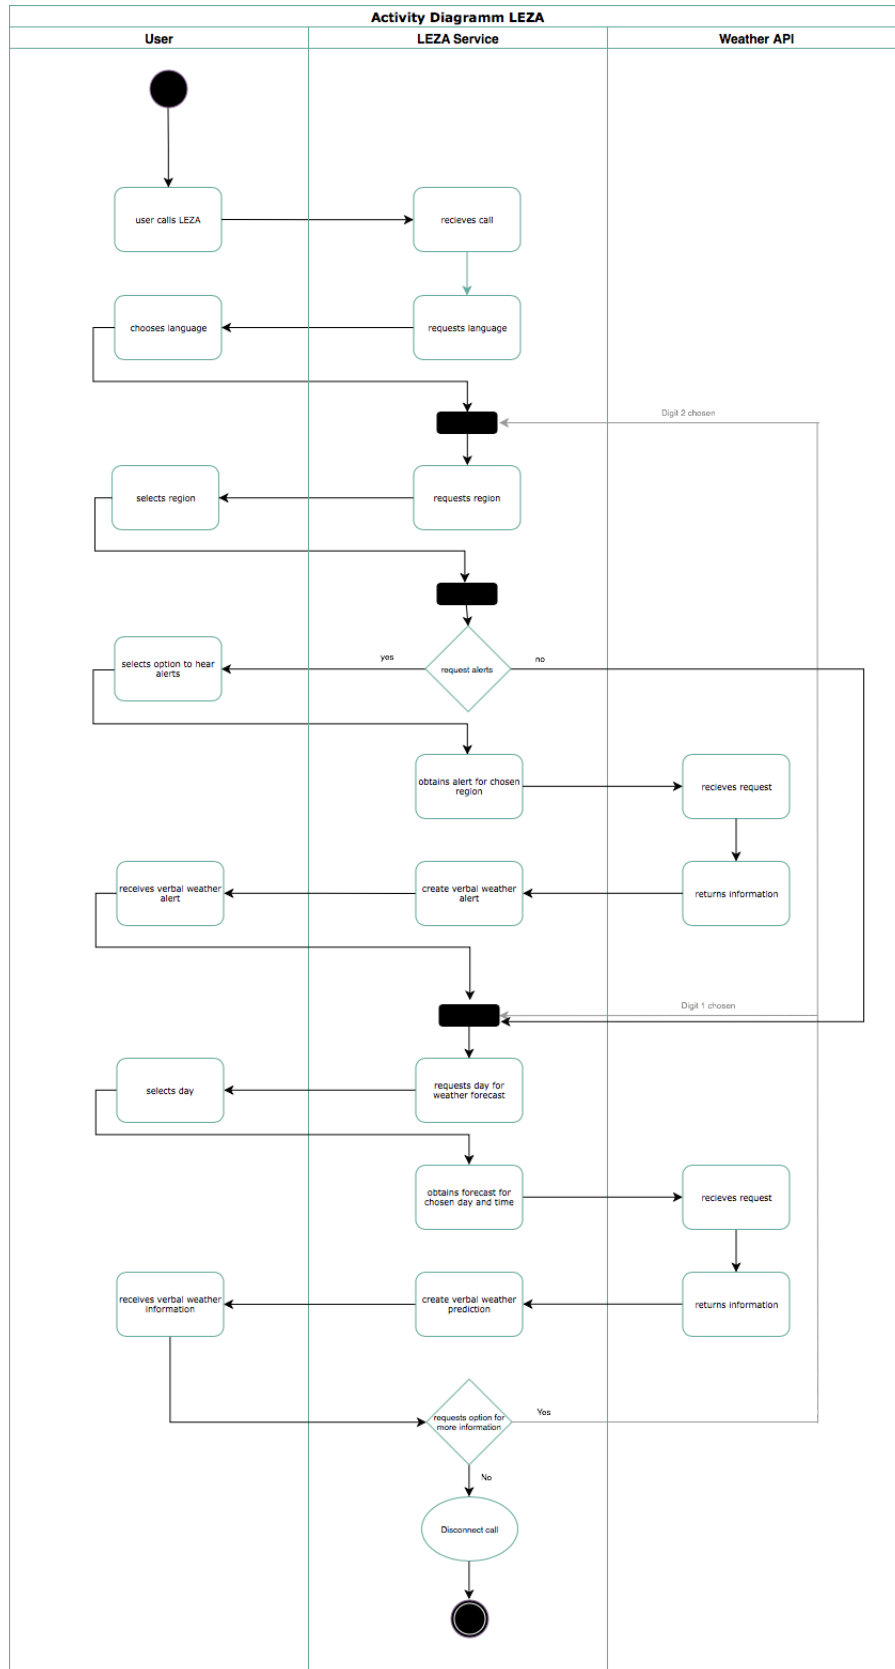 Activity Diagramm LEZA
User
LEZA Service
Weather API
user calls LEZA
recieves call
chooses language
requests language
Digit 2 chosen
selects region
requests region
selects option to hear
alerts
yes
request alerts
no
obtains alert for chosen
region
recieves request
receives verbal weather
alert
create verbal weather
alert
returns information
Digit 1 chosen
selects day
requests day for
weather forecast
obtains forecast for
chosen day and time
recieves request
receives verbal weather
information
create verbal weather
prediction
returns information
requests option for
more information
Yes
No
Disconnect call